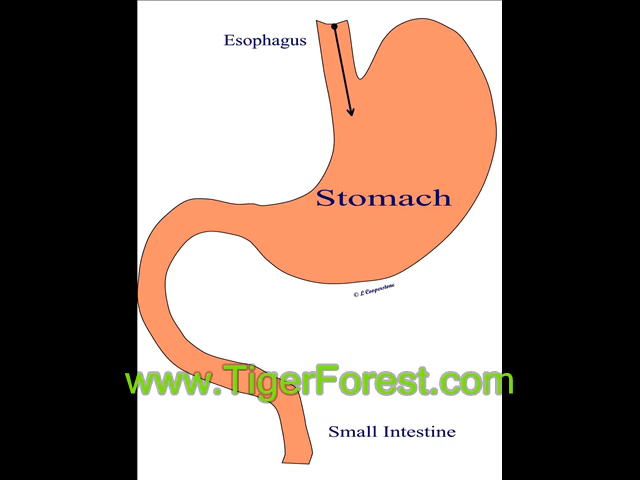 Esophagus
Stomach
© L Cooperstone
www.TigerForest.com
Small Intestine